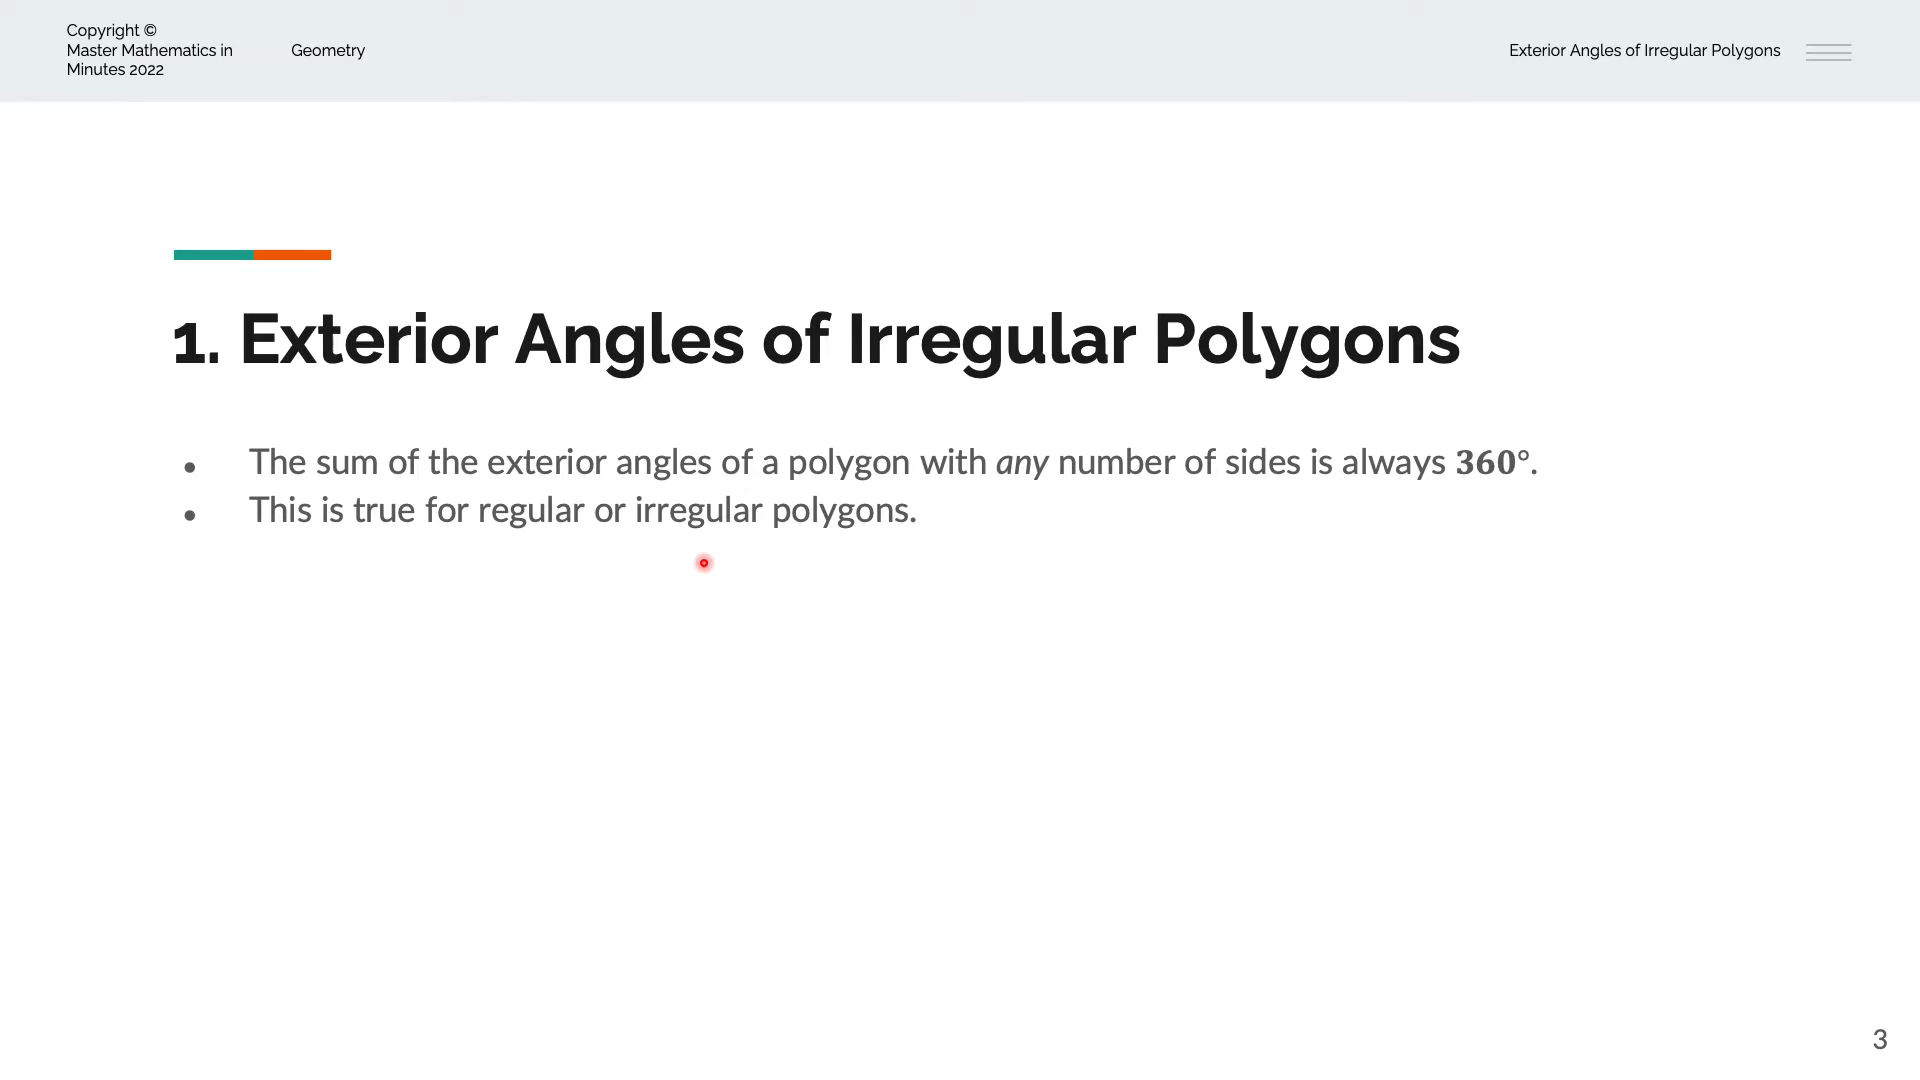 Copyright ©
Master Mathematics in
Minutes 2022
Geometry
Exterior Angles of Irregular Polygons
1. Exterior Angles of Irregular Polygons
● The sum of the exterior angles of a polygon with any number of sides is always 360°.
● This is true for regular or irregular polygons.
3